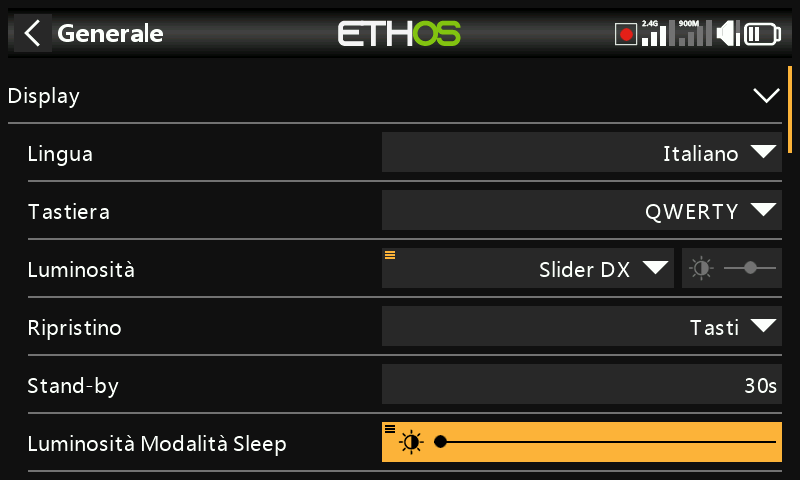 Generale
ETHOS
2.4G
900M
Display
Lingua
Italiano
Tastiera
QWERTY
Luminosità
Slider DX
Ripristino
Tasti
Stand-by
30s
Luminosità Modalità Sleep